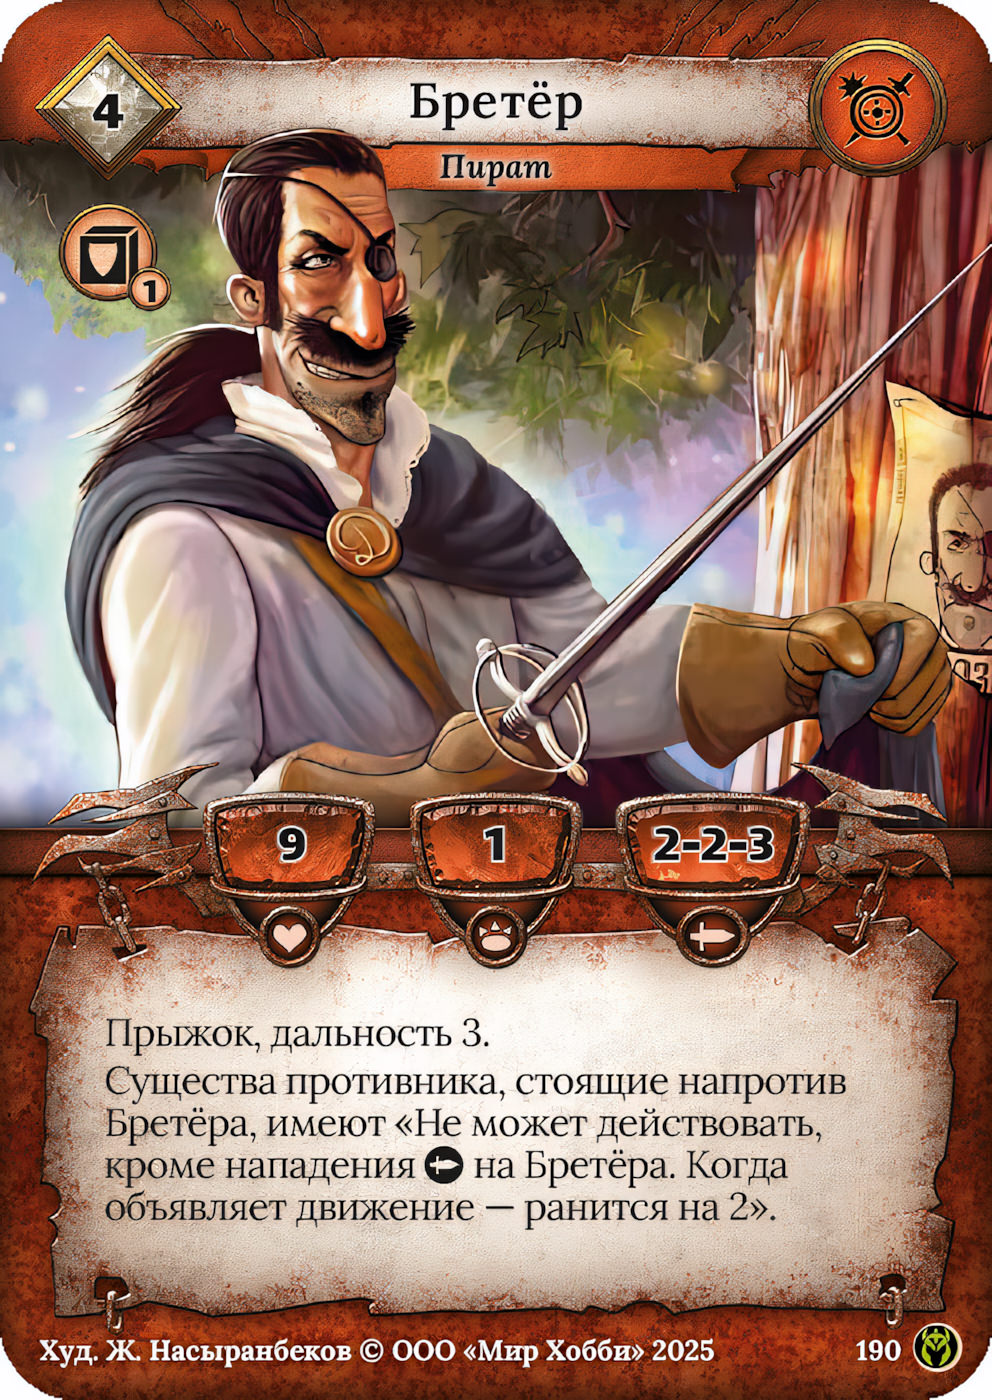 4
Бретёр
Пират
1
9
1
2-2-3
Прыжок, дальность 3.
Существа противника, стоящие напротив
Бретёра, имеют «Не может действовать,
кроме нападения на Бретёра. Когда
объявляет движение — ранится на 2».
Худ. Ж. Насыранбеков © ООО «Мир Хобби» 2025
190